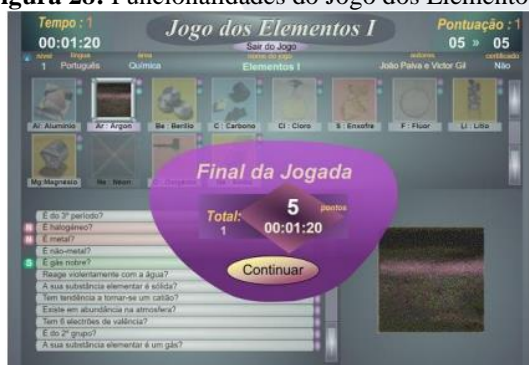 Figura 28: Funcionalidades do Jogo dos Elementos
Tempo : 1
Jogo dos Elementos I
Pontuação : 1
00:01:20
Sair do Jogo
05 » 05
nível língua área nome do jogo autores certificado
1 Português Química Elementos I João Paiva e Victor Gil Não
Al: Alumínio Ar : Árgon Be : Berílio C : Carbono Cl : Cloro S : Enxofre F : Flúor Li : Lítio
Mg: Magnésio Ne : Néon
Final da Jogada
Total: 5 pontos
1 00:01:20
Continuar
É do 3º período?
N É halogéneo?
N É metal?
É não-metal?
S É gás nobre?
Reage violentamente com a água?
A sua substância elementar é sólida?
Tem tendência a tornar-se um catião?
Existe em abundância na atmosfera?
Tem 6 electrões de valência?
É do 2º grupo?
A sua substância elementar é um gás?